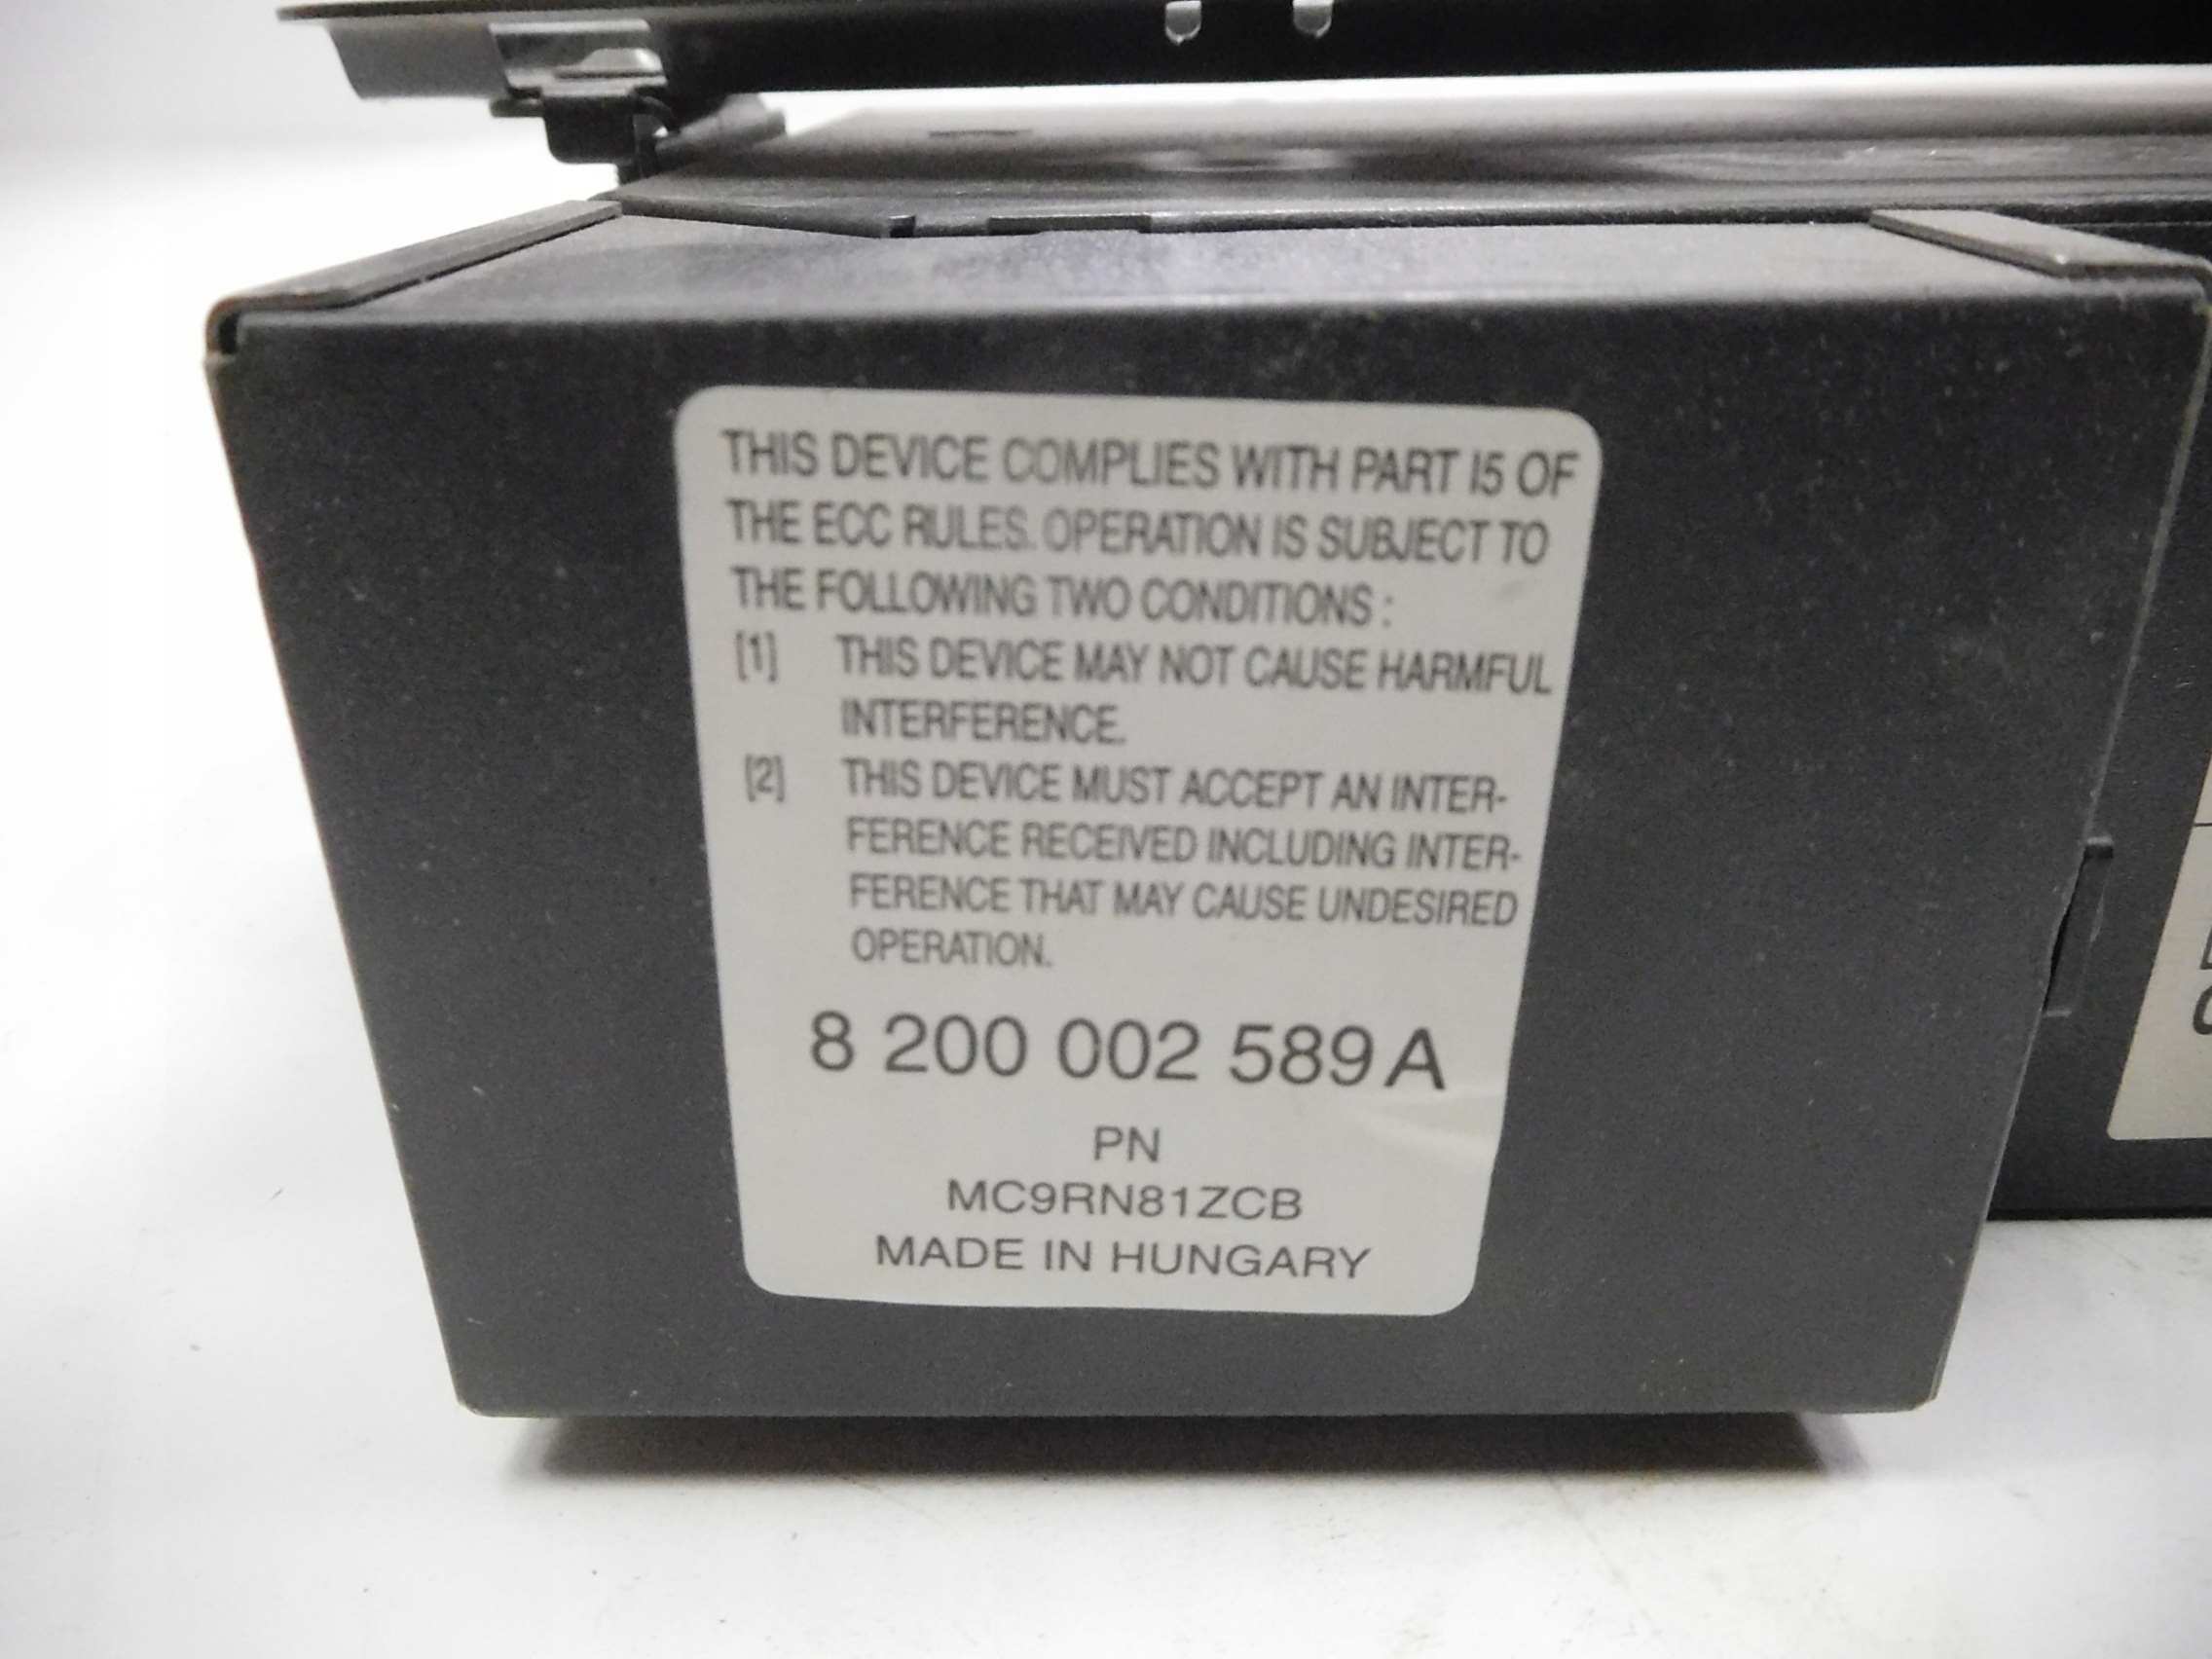 THIS DEVICE COMPLIES WITH PART I5 OF
THE ECC RULES. OPERATION IS SUBJECT TO
THE FOLLOWING TWO CONDITIONS :
[1] THIS DEVICE MAY NOT CAUSE HARMFUL
INTERFERENCE.
[2] THIS DEVICE MUST ACCEPT AN INTER-
FERENCE RECEIVED INCLUDING INTER-
FERENCE THAT MAY CAUSE UNDESIRED
OPERATION.
8 200 002 589 A
PN
MC9RN81ZCB
MADE IN HUNGARY